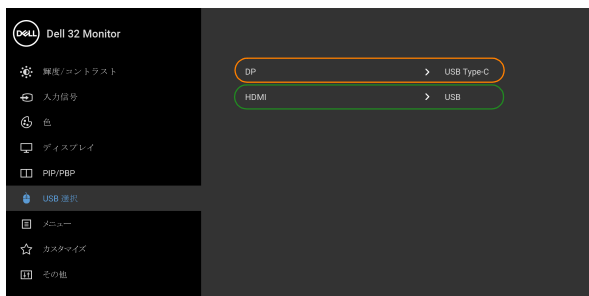 DELL
Dell 32 Monitor
輝度/コントラスト
入力信号
色
ディスプレイ
PIP/PBP
USB 選択
メニュー
カスタマイズ
その他
DP > USB Type-C
HDMI > USB